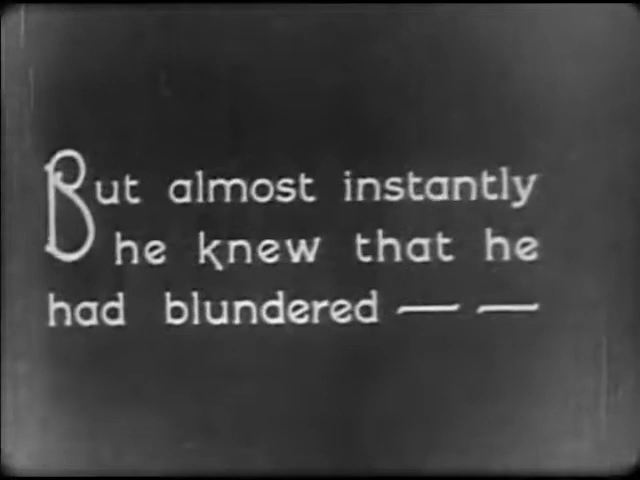 But almost instantly
he knew that he
had blundered — —